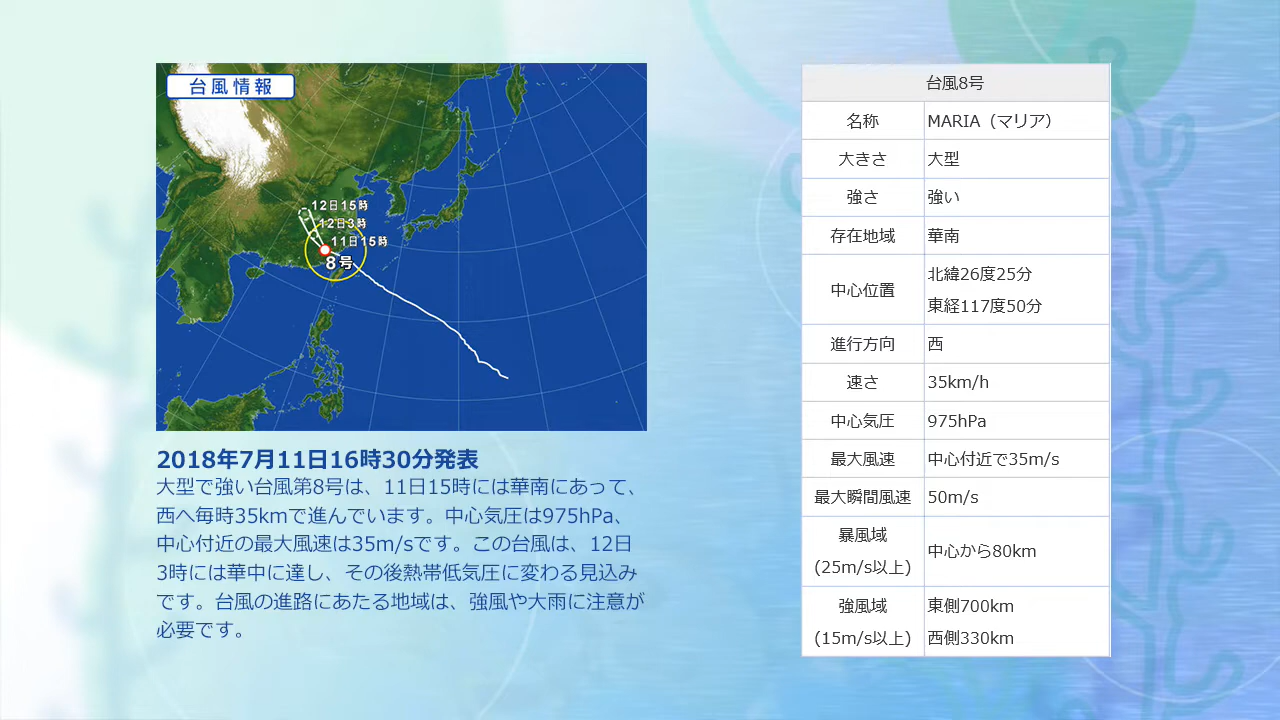 台風情報
12日15時
12日3時
11日15時
8号
2018年7月11日16時30分発表
大型で強い台風第8号は、11日15時には華南にあって、
西へ毎時35kmで進んでいます。中心気圧は975hPa、
中心付近の最大風速は35m/sです。この台風は、12日
3時には華中に達し、その後熱帯低気圧に変わる見込み
です。台風の進路にあたる地域は、強風や大雨に注意が
必要です。
台風8号
名称 MARIA（マリア）
大きさ 大型
強さ 強い
存在地域 華南
中心位置 北緯26度25分
東経117度50分
進行方向 西
速さ 35km/h
中心気圧 975hPa
最大風速 中心付近で35m/s
最大瞬間風速 50m/s
暴風域
(25m/s以上) 中心から80km
強風域 東側700km
(15m/s以上) 西側330km